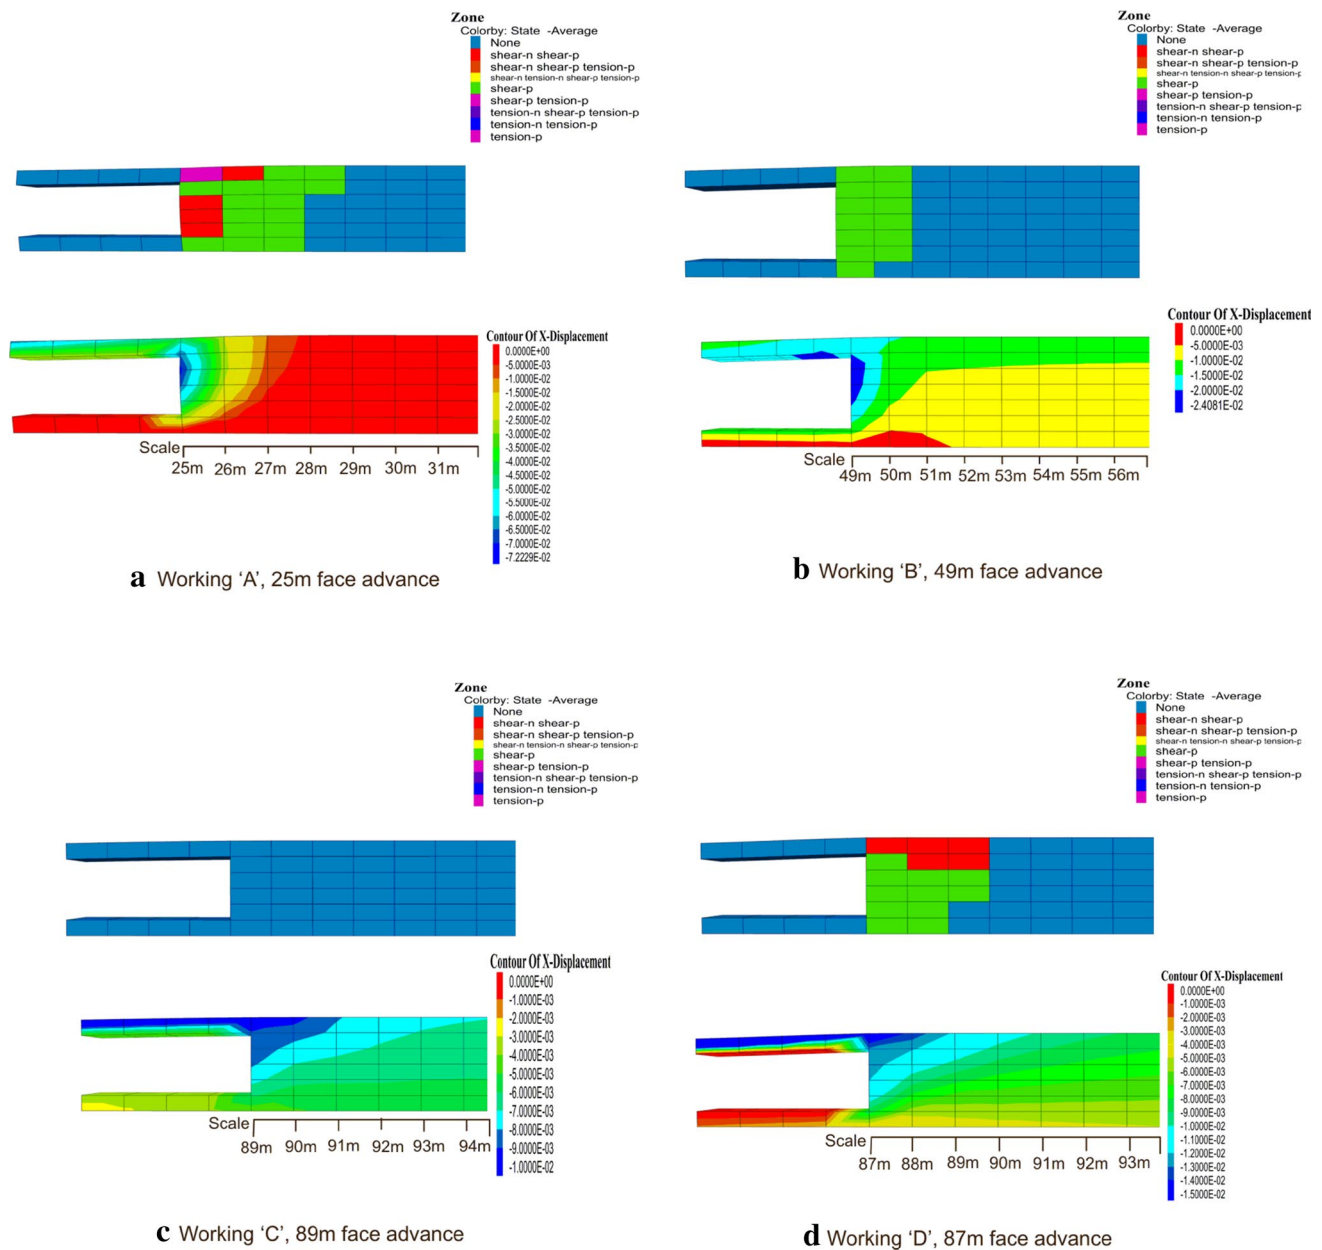 Zone
Colorby: State -Average
None
shear-n shear-p
shear-n shear-p tension-p
shear-n tension-n shear-p tension-p
shear-p
shear-p tension-p
tension-n shear-p tension-p
tension-n tension-p
tension-p
Contour Of X-Displacement
0.0000E+00
-5.0000E-03
-1.0000E-02
-2.0000E-02
-2.5000E-02
-3.0000E-02
-3.5000E-02
-4.5000E-02
-5.0000E-02
-5.5000E-02
-6.0000E-02
-6.5000E-02
-7.0000E-02
-7.2229E-02
Scale
25m 26m 27m 28m 29m 30m 31m
a Working ‘A’, 25m face advance
Zone
Colorby: State -Average
None
shear-n shear-p
shear-n shear-p tension-p
shear-n tension-n shear-p tension-p
shear-p
shear-p tension-p
tension-n shear-p tension-p
tension-n tension-p
tension-p
Contour Of X-Displacement
0.0000E+00
-5.0000E-03
-1.0000E-02
-1.5000E-02
-2.0000E-02
-2.4081E-02
Scale
49m 50m 51m 52m 53m 54m 55m 56m
b Working ‘B’, 49m face advance
Zone
Colorby: State -Average
None
shear-n shear-p
shear-n shear-p tension-p
shear-n tension-n shear-p tension-p
shear-p
shear-p tension-p
tension-n shear-p tension-p
tension-n tension-p
tension-p
Contour Of X-Displacement
0.0000E+00
-1.0000E-03
-2.0000E-03
-3.0000E-03
-4.0000E-03
-5.0000E-03
-6.0000E-03
-7.0000E-03
-8.0000E-03
-9.0000E-03
-1.0000E-02
Scale
89m 90m 91m 92m 93m 94m
c Working ‘C’, 89m face advance
Zone
Colorby: State -Average
None
shear-n shear-p
shear-n shear-p tension-p
shear-n tension-n shear-p tension-p
shear-p
shear-p tension-p
tension-n shear-p tension-p
tension-n tension-p
tension-p
Contour Of X-Displacement
0.0000E+00
-1.0000E-03
-2.0000E-03
-3.0000E-03
-4.0000E-03
-5.0000E-03
-6.0000E-03
-7.0000E-03
-8.0000E-03
-9.0000E-03
-1.0000E-02
-1.1000E-02
-1.2000E-02
-1.3000E-02
-1.4000E-02
-1.5000E-02
Scale
87m 88m 89m 90m 91m 92m 93m
d Working ‘D’, 87m face advance